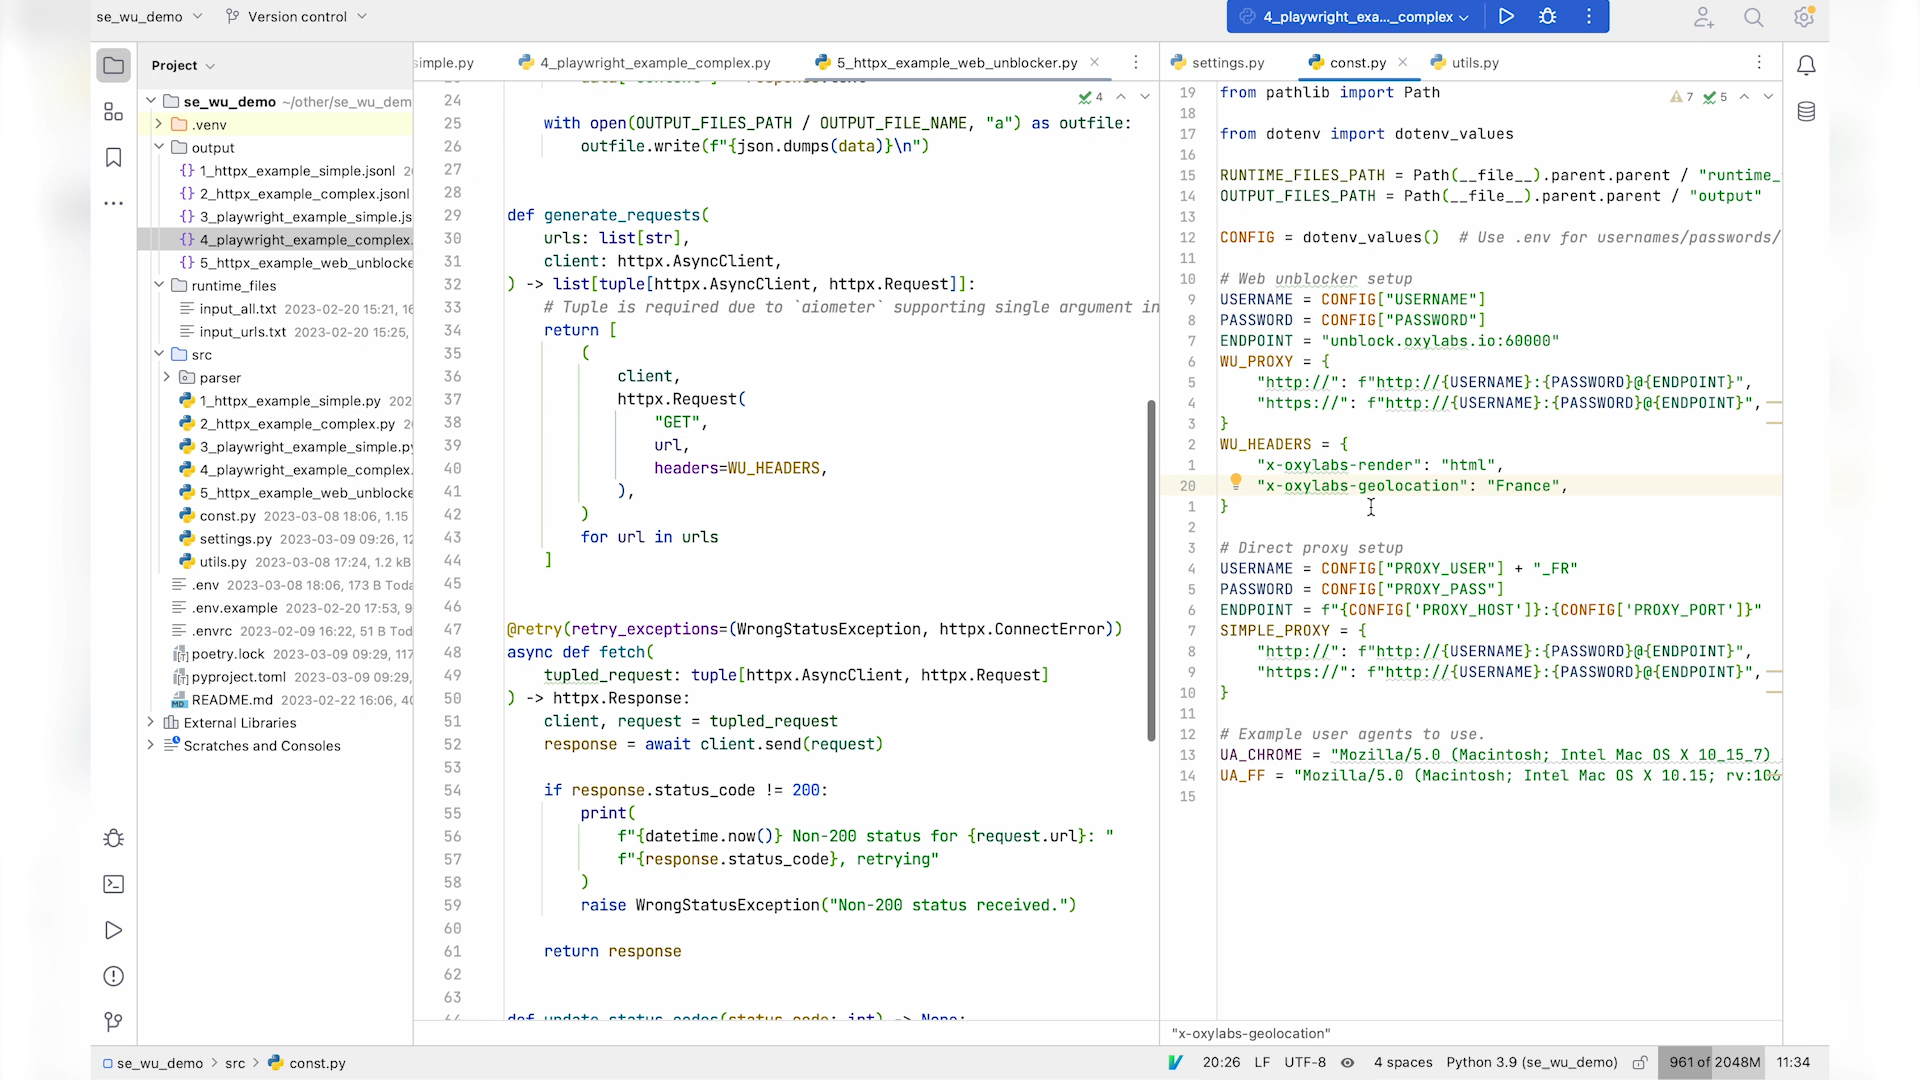 se_wu_demo
Version control
4_playwright_exa..._complex
Project
se_wu_demo ~/other/se_wu_dem
.venv
output
1_httpx_example_simple.jsonl 20
2_httpx_example_complex.jsonl
3_playwright_example_simple.js
4_playwright_example_complex.
5_httpx_example_web_unblocke
runtime_files
input_all.txt 2023-02-20 15:21, 16
input_urls.txt 2023-02-20 15:25,
src
parser
1_httpx_example_simple.py 202
2_httpx_example_complex.py 2
3_playwright_example_simple.py
4_playwright_example_complex.
5_httpx_example_web_unblocke
const.py 2023-03-08 18:06, 1.15
settings.py 2023-03-09 09:26, 12
utils.py 2023-03-08 17:24, 1.2 kB
.env 2023-03-08 18:06, 173 B Toda
.env.example 2023-02-20 17:53, 9
.envrc 2023-02-09 16:22, 51 B Tod
poetry.lock 2023-03-09 09:29, 117
pyproject.toml 2023-03-09 09:29,
README.md 2023-02-22 16:06, 40
External Libraries
Scratches and Consoles
imple.py 4_playwright_example_complex.py 5_httpx_example_web_unblocker.py
4
24
25 with open(OUTPUT_FILES_PATH / OUTPUT_FILE_NAME, "a") as outfile:
26 outfile.write(f"{json.dumps(data)}\n")
27
28
29 def generate_requests(
30 urls: list[str],
31 client: httpx.AsyncClient,
32 ) -> list[tuple[httpx.AsyncClient, httpx.Request]]:
33 # Tuple is required due to `aiometer` supporting single argument in
34 return [
35 (
36 client,
37 httpx.Request(
38 "GET",
39 url,
40 headers=WU_HEADERS,
41 ),
42 )
43 for url in urls
44 ]
45
46
47 @retry(retry_exceptions=(WrongStatusException, httpx.ConnectError))
48 async def fetch(
49 tupled_request: tuple[httpx.AsyncClient, httpx.Request]
50 ) -> httpx.Response:
51 client, request = tupled_request
52 response = await client.send(request)
53
54 if response.status_code != 200:
55 print(
56 f"{datetime.now()} Non-200 status for {request.url}: "
57 f"{response.status_code}, retrying"
58 )
59 raise WrongStatusException("Non-200 status received.")
60
61 return response
62
63
64 def update_status_codes(status_code: int) -> None:
settings.py const.py utils.py
7 5
19 from pathlib import Path
18
17 from dotenv import dotenv_values
16
15 RUNTIME_FILES_PATH = Path(__file__).parent.parent / "runtime_
14 OUTPUT_FILES_PATH = Path(__file__).parent.parent / "output"
13
12 CONFIG = dotenv_values() # Use .env for usernames/passwords/
11
10 # Web unblocker setup
9 USERNAME = CONFIG["USERNAME"]
8 PASSWORD = CONFIG["PASSWORD"]
7 ENDPOINT = "unblock.oxylabs.io:60000"
6 WU_PROXY = {
5 "http://": f"http://{USERNAME}:{PASSWORD}@{ENDPOINT}",
4 "https://": f"http://{USERNAME}:{PASSWORD}@{ENDPOINT}",
3 }
2 WU_HEADERS = {
1 "x-oxylabs-render": "html",
20 "x-oxylabs-geolocation": "France",
1 }
2
3 # Direct proxy setup
4 USERNAME = CONFIG["PROXY_USER"] + "_FR"
5 PASSWORD = CONFIG["PROXY_PASS"]
6 ENDPOINT = f"{CONFIG['PROXY_HOST']}:{CONFIG['PROXY_PORT']}"
7 SIMPLE_PROXY = {
8 "http://": f"http://{USERNAME}:{PASSWORD}@{ENDPOINT}",
9 "https://": f"http://{USERNAME}:{PASSWORD}@{ENDPOINT}",
10 }
11
12 # Example user agents to use.
13 UA_CHROME = "Mozilla/5.0 (Macintosh; Intel Mac OS X 10_15_7)
14 UA_FF = "Mozilla/5.0 (Macintosh; Intel Mac OS X 10.15; rv:106
15
"x-oxylabs-geolocation"
se_wu_demo > src > const.py
20:26 LF UTF-8 4 spaces Python 3.9 (se_wu_demo) 961 of 2048M 11:34